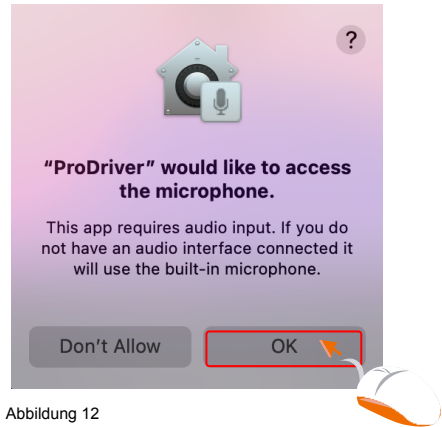 ?
“ProDriver” would like to access
the microphone.
This app requires audio input. If you do
not have an audio interface connected it
will use the built-in microphone.
Don’t Allow
OK
Abbildung 12